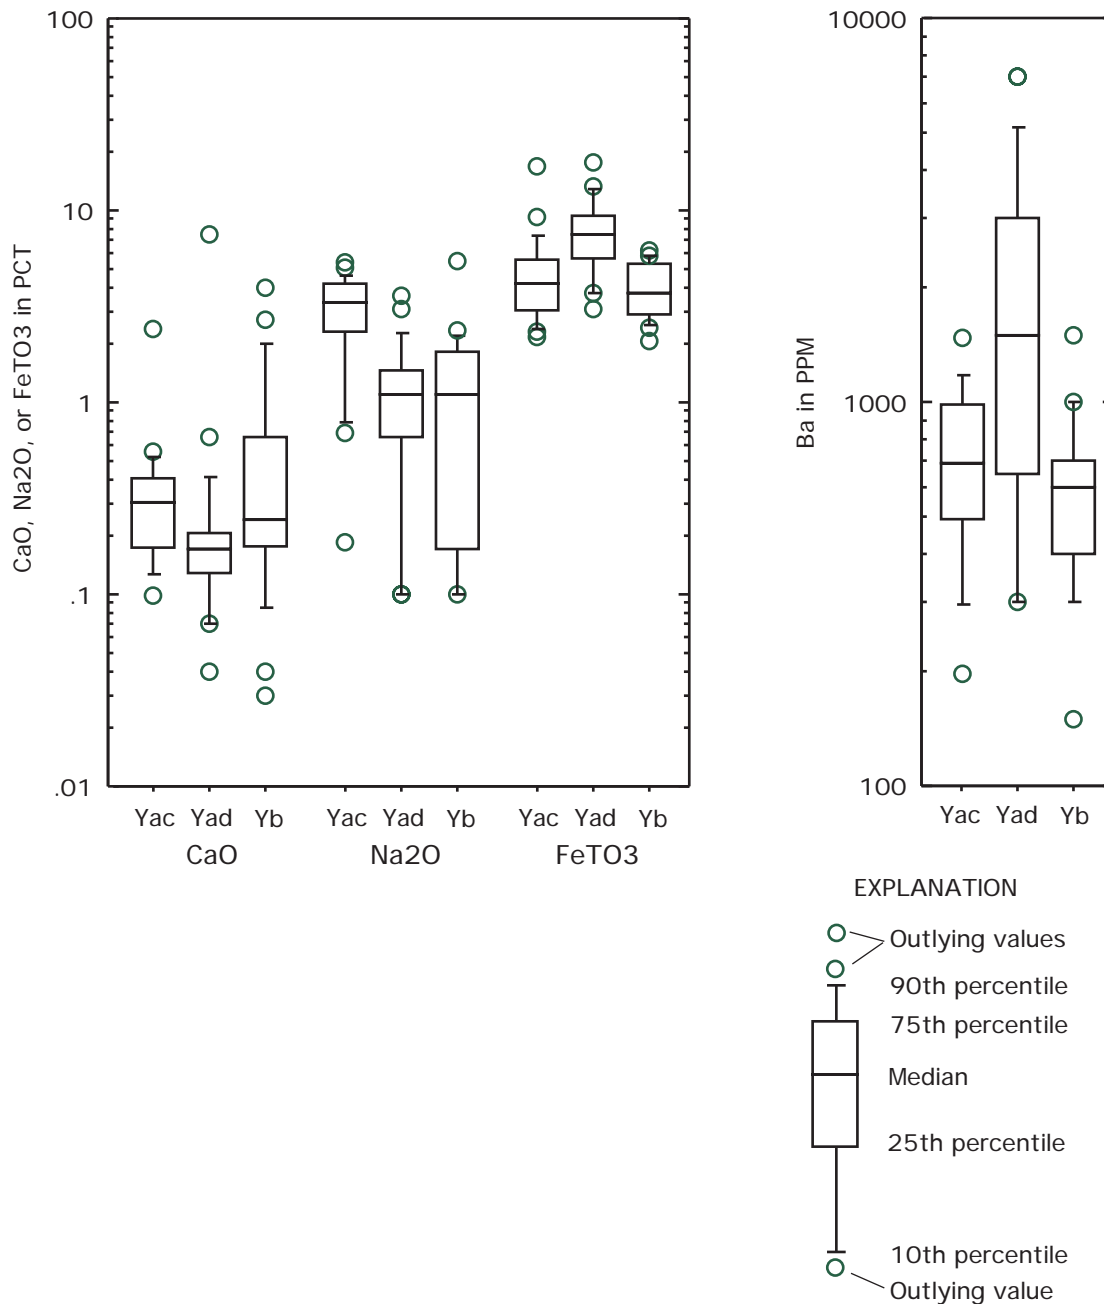 100
10
1
.1
.01
CaO, Na2O, or FeTO3 in PCT
Yac Yad Yb Yac Yad Yb Yac Yad Yb
CaO Na2O FeTO3
10000
1000
100
Ba in PPM
Yac Yad Yb
EXPLANATION
Outlying values
90th percentile
75th percentile
Median
25th percentile
10th percentile
Outlying value